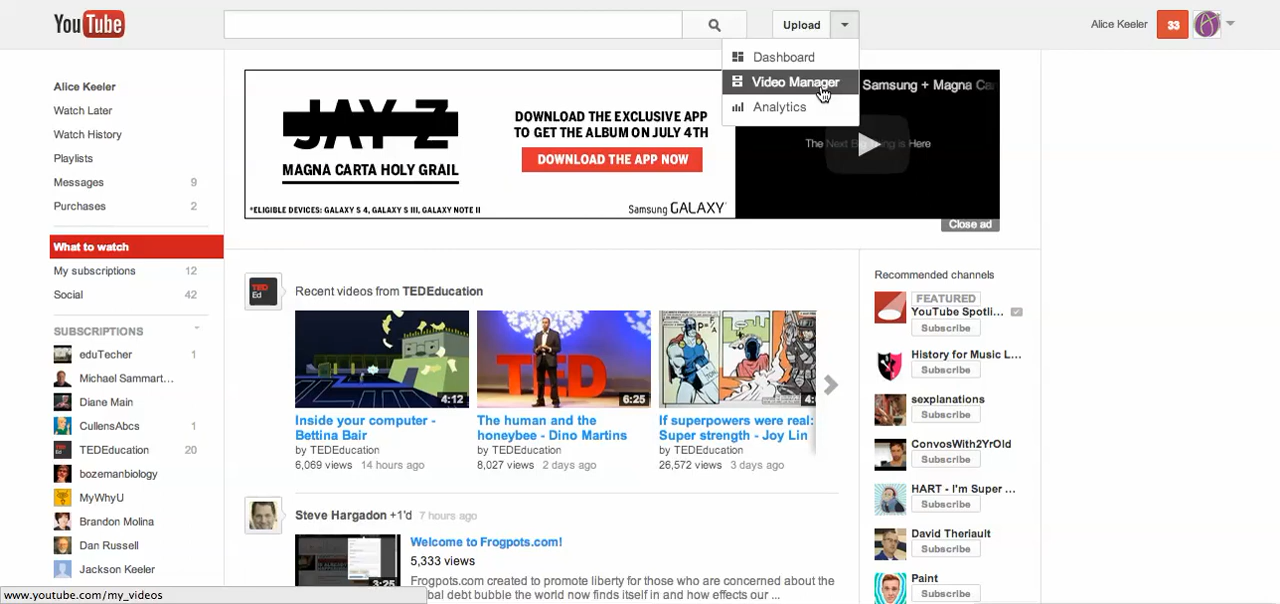 YouTube
Upload
Alice Keeler
33
Dashboard
Video Manager
Analytics
Alice Keeler
Watch Later
Watch History
Playlists
Messages 9
Purchases 2
What to watch
My subscriptions 12
Social 42
SUBSCRIPTIONS
eduTecher 1
Michael Sammart...
Diane Main
CullensAbcs 1
TEDEducation 20
bozemanbiology
MyWhyU
Brandon Molina
Dan Russell
Jackson Keeler
www.youtube.com/my_videos
JAY Z
MAGNA CARTA HOLY GRAIL
DOWNLOAD THE EXCLUSIVE APP
TO GET THE ALBUM ON JULY 4TH
DOWNLOAD THE APP NOW
*ELIGIBLE DEVICES: GALAXY S 4, GALAXY S III, GALAXY NOTE II
Samsung GALAXY
Samsung + Magna Ca
The Next Big Thing is Here
Close ad
TED Ed
Recent videos from TEDEducation
TED
4:12
6:25
4:
Inside your computer -
Bettina Bair
by TEDEducation
6,069 views 14 hours ago
The human and the
honeybee - Dino Martins
by TEDEducation
8,027 views 2 days ago
If superpowers were real:
Super strength - Joy Lin
by TEDEducation
26,572 views 3 days ago
Steve Hargadon +1'd 7 hours ago
3:25
Welcome to Frogpots.com!
5,333 views
Frogpots.com created to promote liberty for those who are concerned about the
bal debt bubble the world now finds itself in and how effects our ...
Recommended channels
FEATURED
YouTube Spotli...
Subscribe
History for Music L...
Subscribe
sexplanations
Subscribe
ConvosWith2YrOld
Subscribe
HART - I'm Super ...
Subscribe
David Theriault
Subscribe
Paint
Subscribe